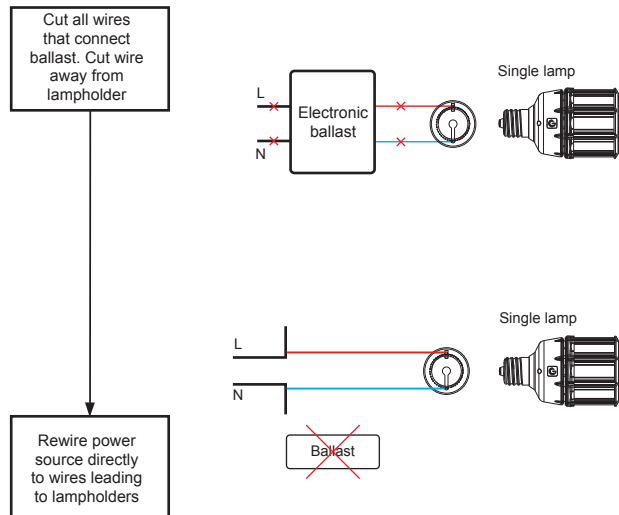 Cut all wires
that connect
ballast. Cut wire
away from
lampholder
L
N
Electronic
ballast
Single lamp
L
N
Single lamp
Ballast
Rewire power
source directly
to wires leading
to lampholders